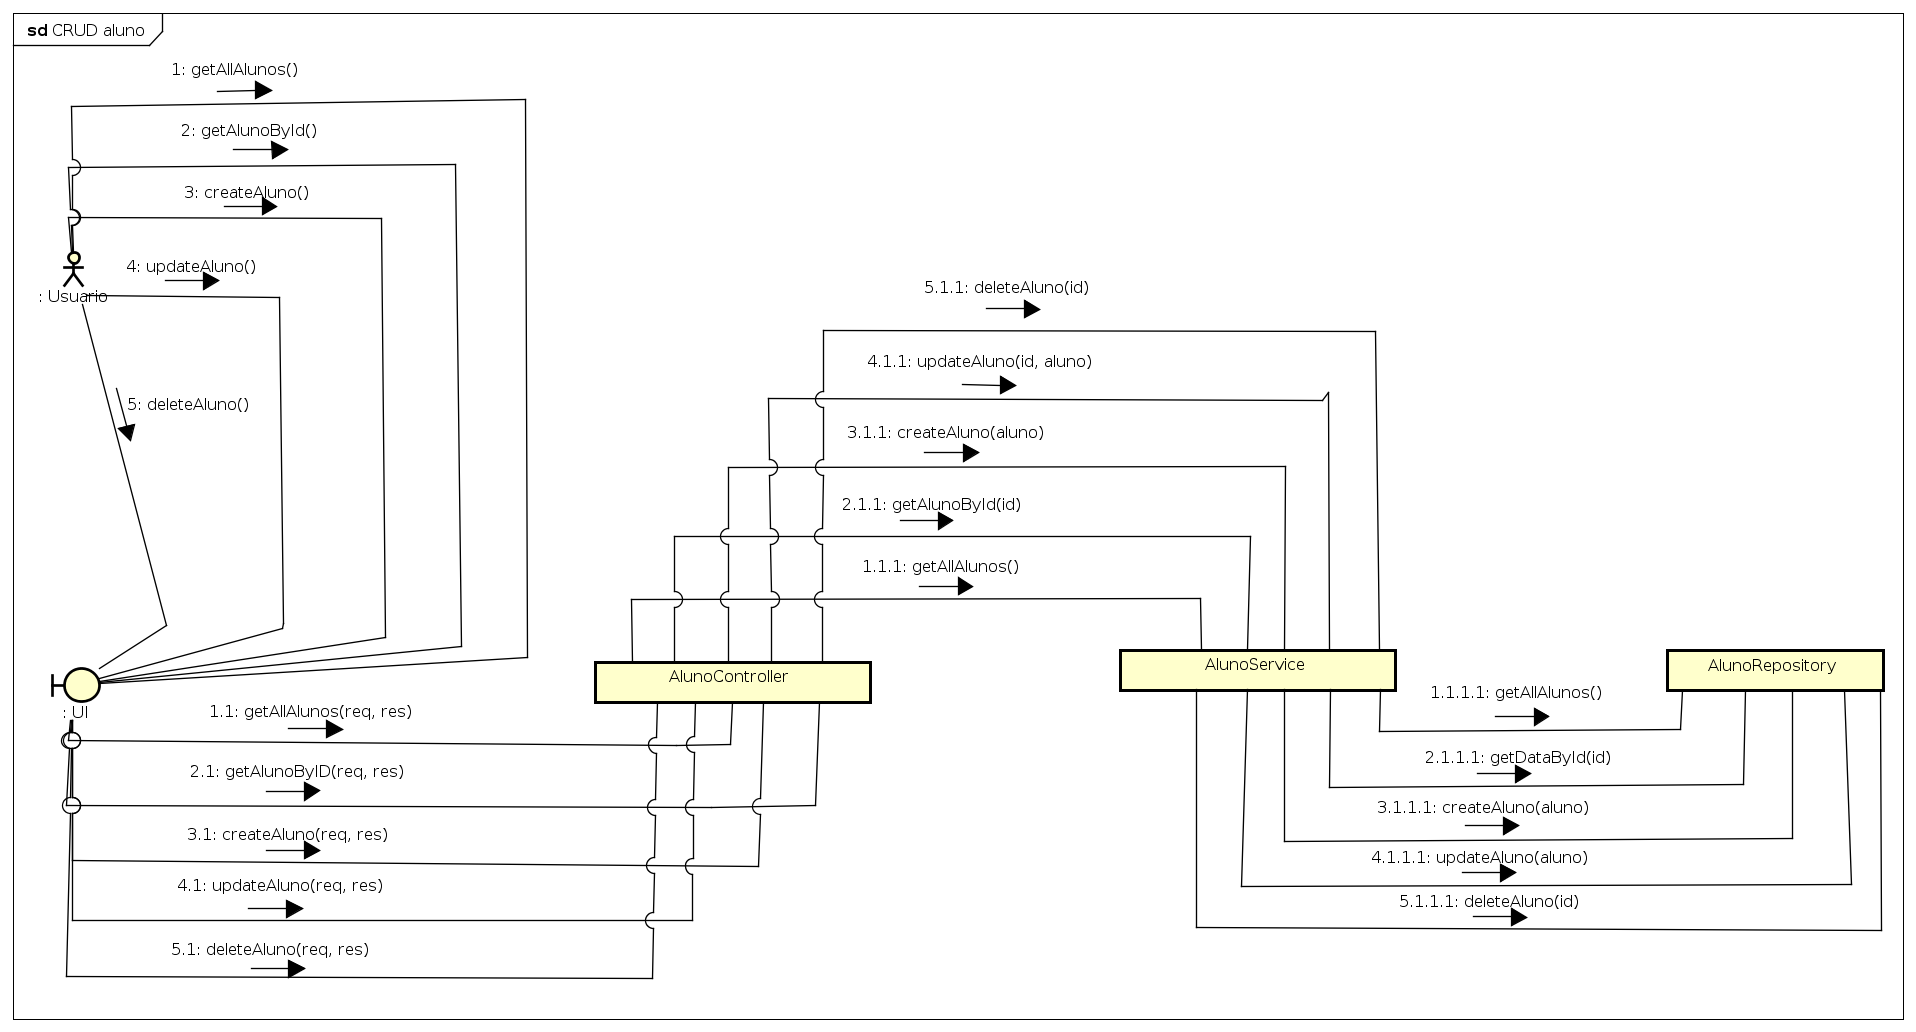 sd CRUD aluno
1: getAllAlunos()
2: getAlunoById()
3: createAluno()
4: updateAluno()
: Usuario
5: deleteAluno()
5.1.1: deleteAluno(id)
4.1.1: updateAluno(id, aluno)
3.1.1: createAluno(aluno)
2.1.1: getAlunoById(id)
1.1.1: getAllAlunos()
: UI
AlunoController
AlunoService
AlunoRepository
1.1: getAllAlunos(req, res)
2.1: getAlunoByID(req, res)
3.1: createAluno(req, res)
4.1: updateAluno(req, res)
5.1: deleteAluno(req, res)
1.1.1.1: getAllAlunos()
2.1.1.1: getDataById(id)
3.1.1.1: createAluno(aluno)
4.1.1.1: updateAluno(aluno)
5.1.1.1: deleteAluno(id)